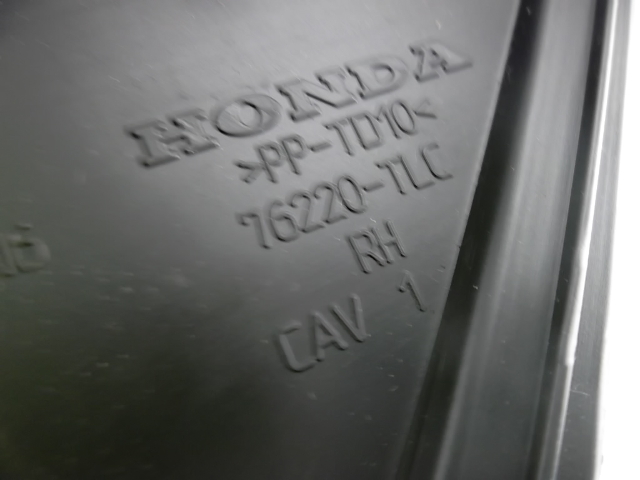 HONDA
>PP-TD10<
76220-TLC
RH
CAV 1